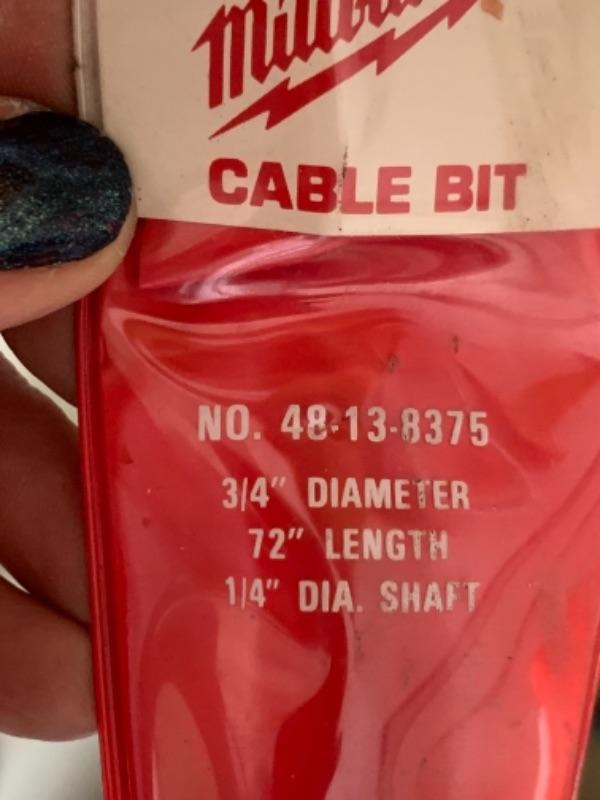 CABLE BIT
NO. 48-13-8375
3/4" DIAMETER
72" LENGTH
1/4" DIA. SHAFT